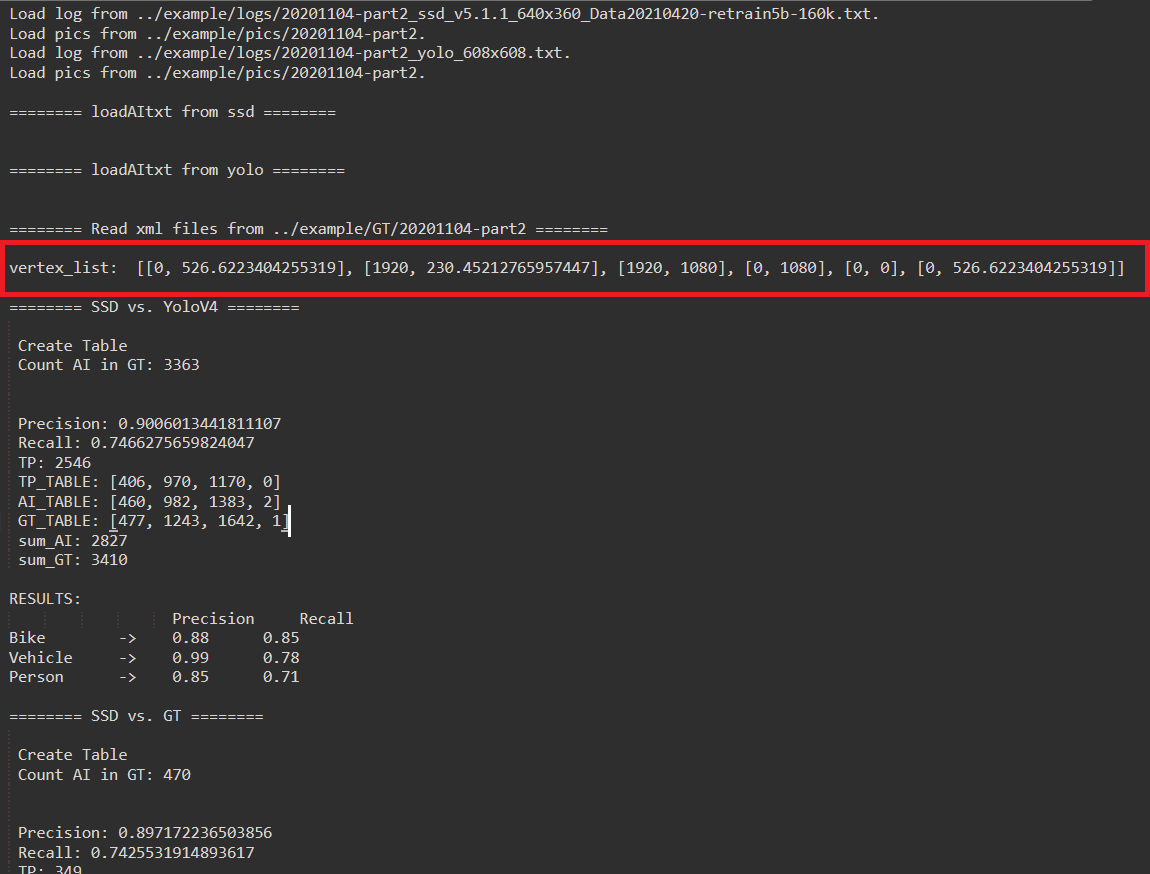 Load log from ../example/logs/20201104-part2_ssd_v5.1.1_640x360_Data20210420-retrain5b-160k.txt.
Load pics from ../example/pics/20201104-part2.
Load log from ../example/logs/20201104-part2_yolo_608x608.txt.
Load pics from ../example/pics/20201104-part2.
======== loadAItxt from ssd ========
======== loadAItxt from yolo ========
======== Read xml files from ../example/GT/20201104-part2 ========
vertex_list:  [[0, 526.6223404255319], [1920, 230.45212765957447], [1920, 1080], [0, 1080], [0, 0], [0, 526.6223404255319]]
======== SSD vs. YoloV4 ========
Create Table
Count AI in GT: 3363
Precision: 0.9006013441811107
Recall: 0.7466275659824047
TP: 2546
TP_TABLE: [406, 970, 1170, 0]
AI_TABLE: [460, 982, 1383, 2]
GT_TABLE: [477, 1243, 1642, 1]
sum_AI: 2827
sum_GT: 3410
RESULTS:
Precision     Recall
Bike        ->    0.88      0.85
Vehicle     ->    0.99      0.78
Person      ->    0.85      0.71
======== SSD vs. GT ========
Create Table
Count AI in GT: 470
Precision: 0.897172236503856
Recall: 0.7425531914893617
TP: 349